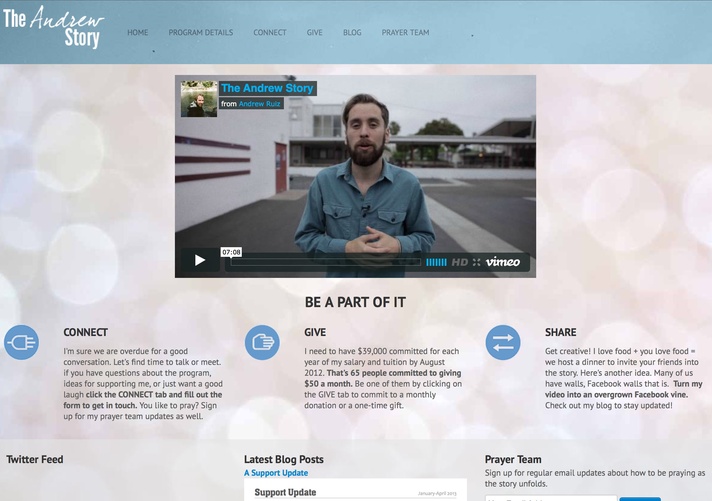 The Andrew Story
HOME PROGRAM DETAILS CONNECT GIVE BLOG PRAYER TEAM
The Andrew Story
from Andrew Ruiz
07:08
HD vimeo
BE A PART OF IT
CONNECT
I'm sure we are overdue for a good
conversation. Let's find time to talk or meet.
if you have questions about the program,
ideas for supporting me, or just want a good
laugh click the CONNECT tab and fill out the
form to get in touch. You like to pray? Sign
up for my prayer team updates as well.
GIVE
I need to have $39,000 committed for each
year of my salary and tuition by August
2012. That's 65 people committed to giving
$50 a month. Be one of them by clicking on
the GIVE tab to commit to a monthly
donation or a one-time gift.
SHARE
Get creative! I love food + you love food =
we host a dinner to invite your friends into
the story. Here's another idea. Many of us
have walls, Facebook walls that is. Turn my
video into an overgrown Facebook vine.
Check out my blog to stay updated!
Twitter Feed
Latest Blog Posts
A Support Update
Support Update January-April 2013
Prayer Team
Sign up for regular email updates about how to be praying as
the story unfolds.